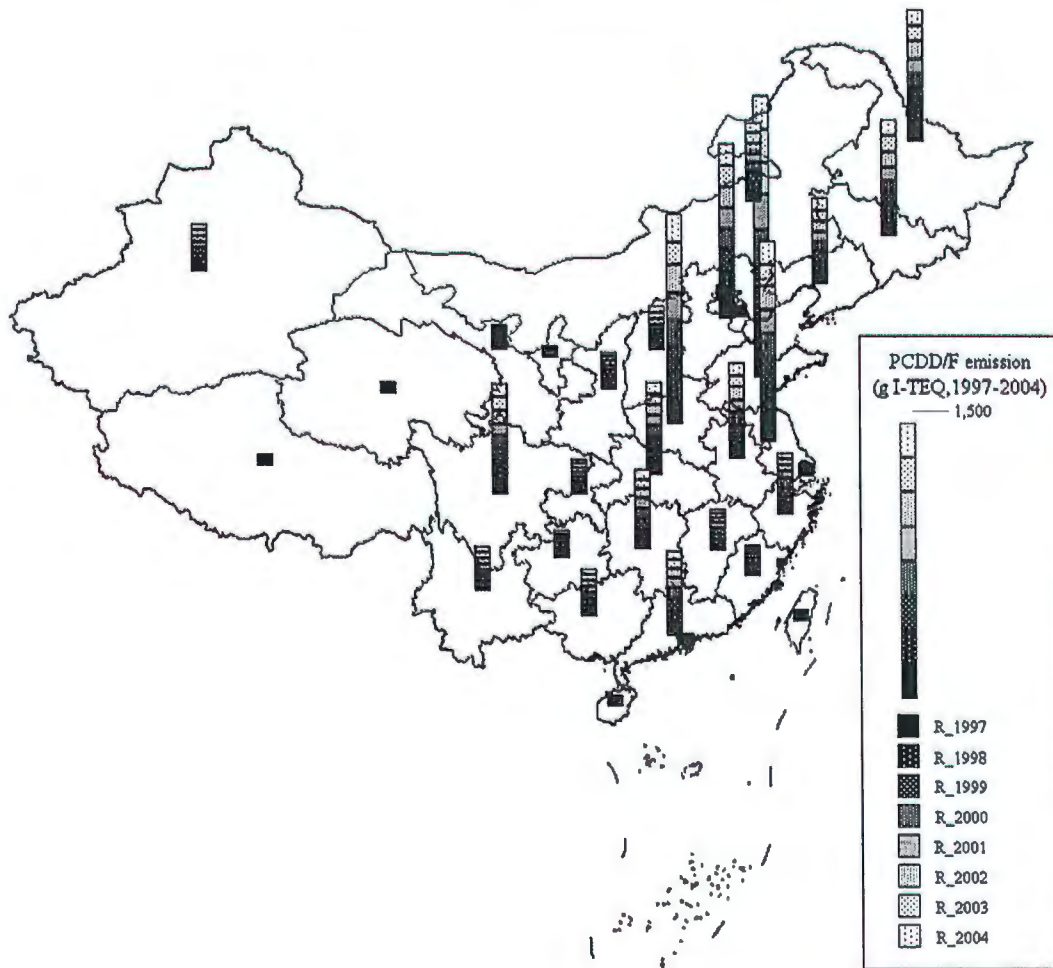 PCDD/F emission
(g I-TEQ,1997-2004)
1,500
R_1997
R_1998
R_1999
R_2000
R_2001
R_2002
R_2003
R_2004